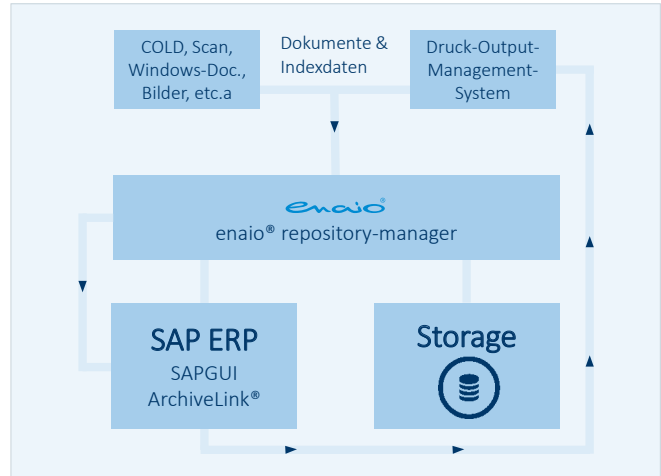 COLD, Scan,
Windows-Doc.,
Bilder, etc.a
Dokumente &
Indexdaten
Druck-Output-
Management-
System
enaio®
enaio® repository-manager
SAP ERP
SAPGUI
ArchiveLink®
Storage